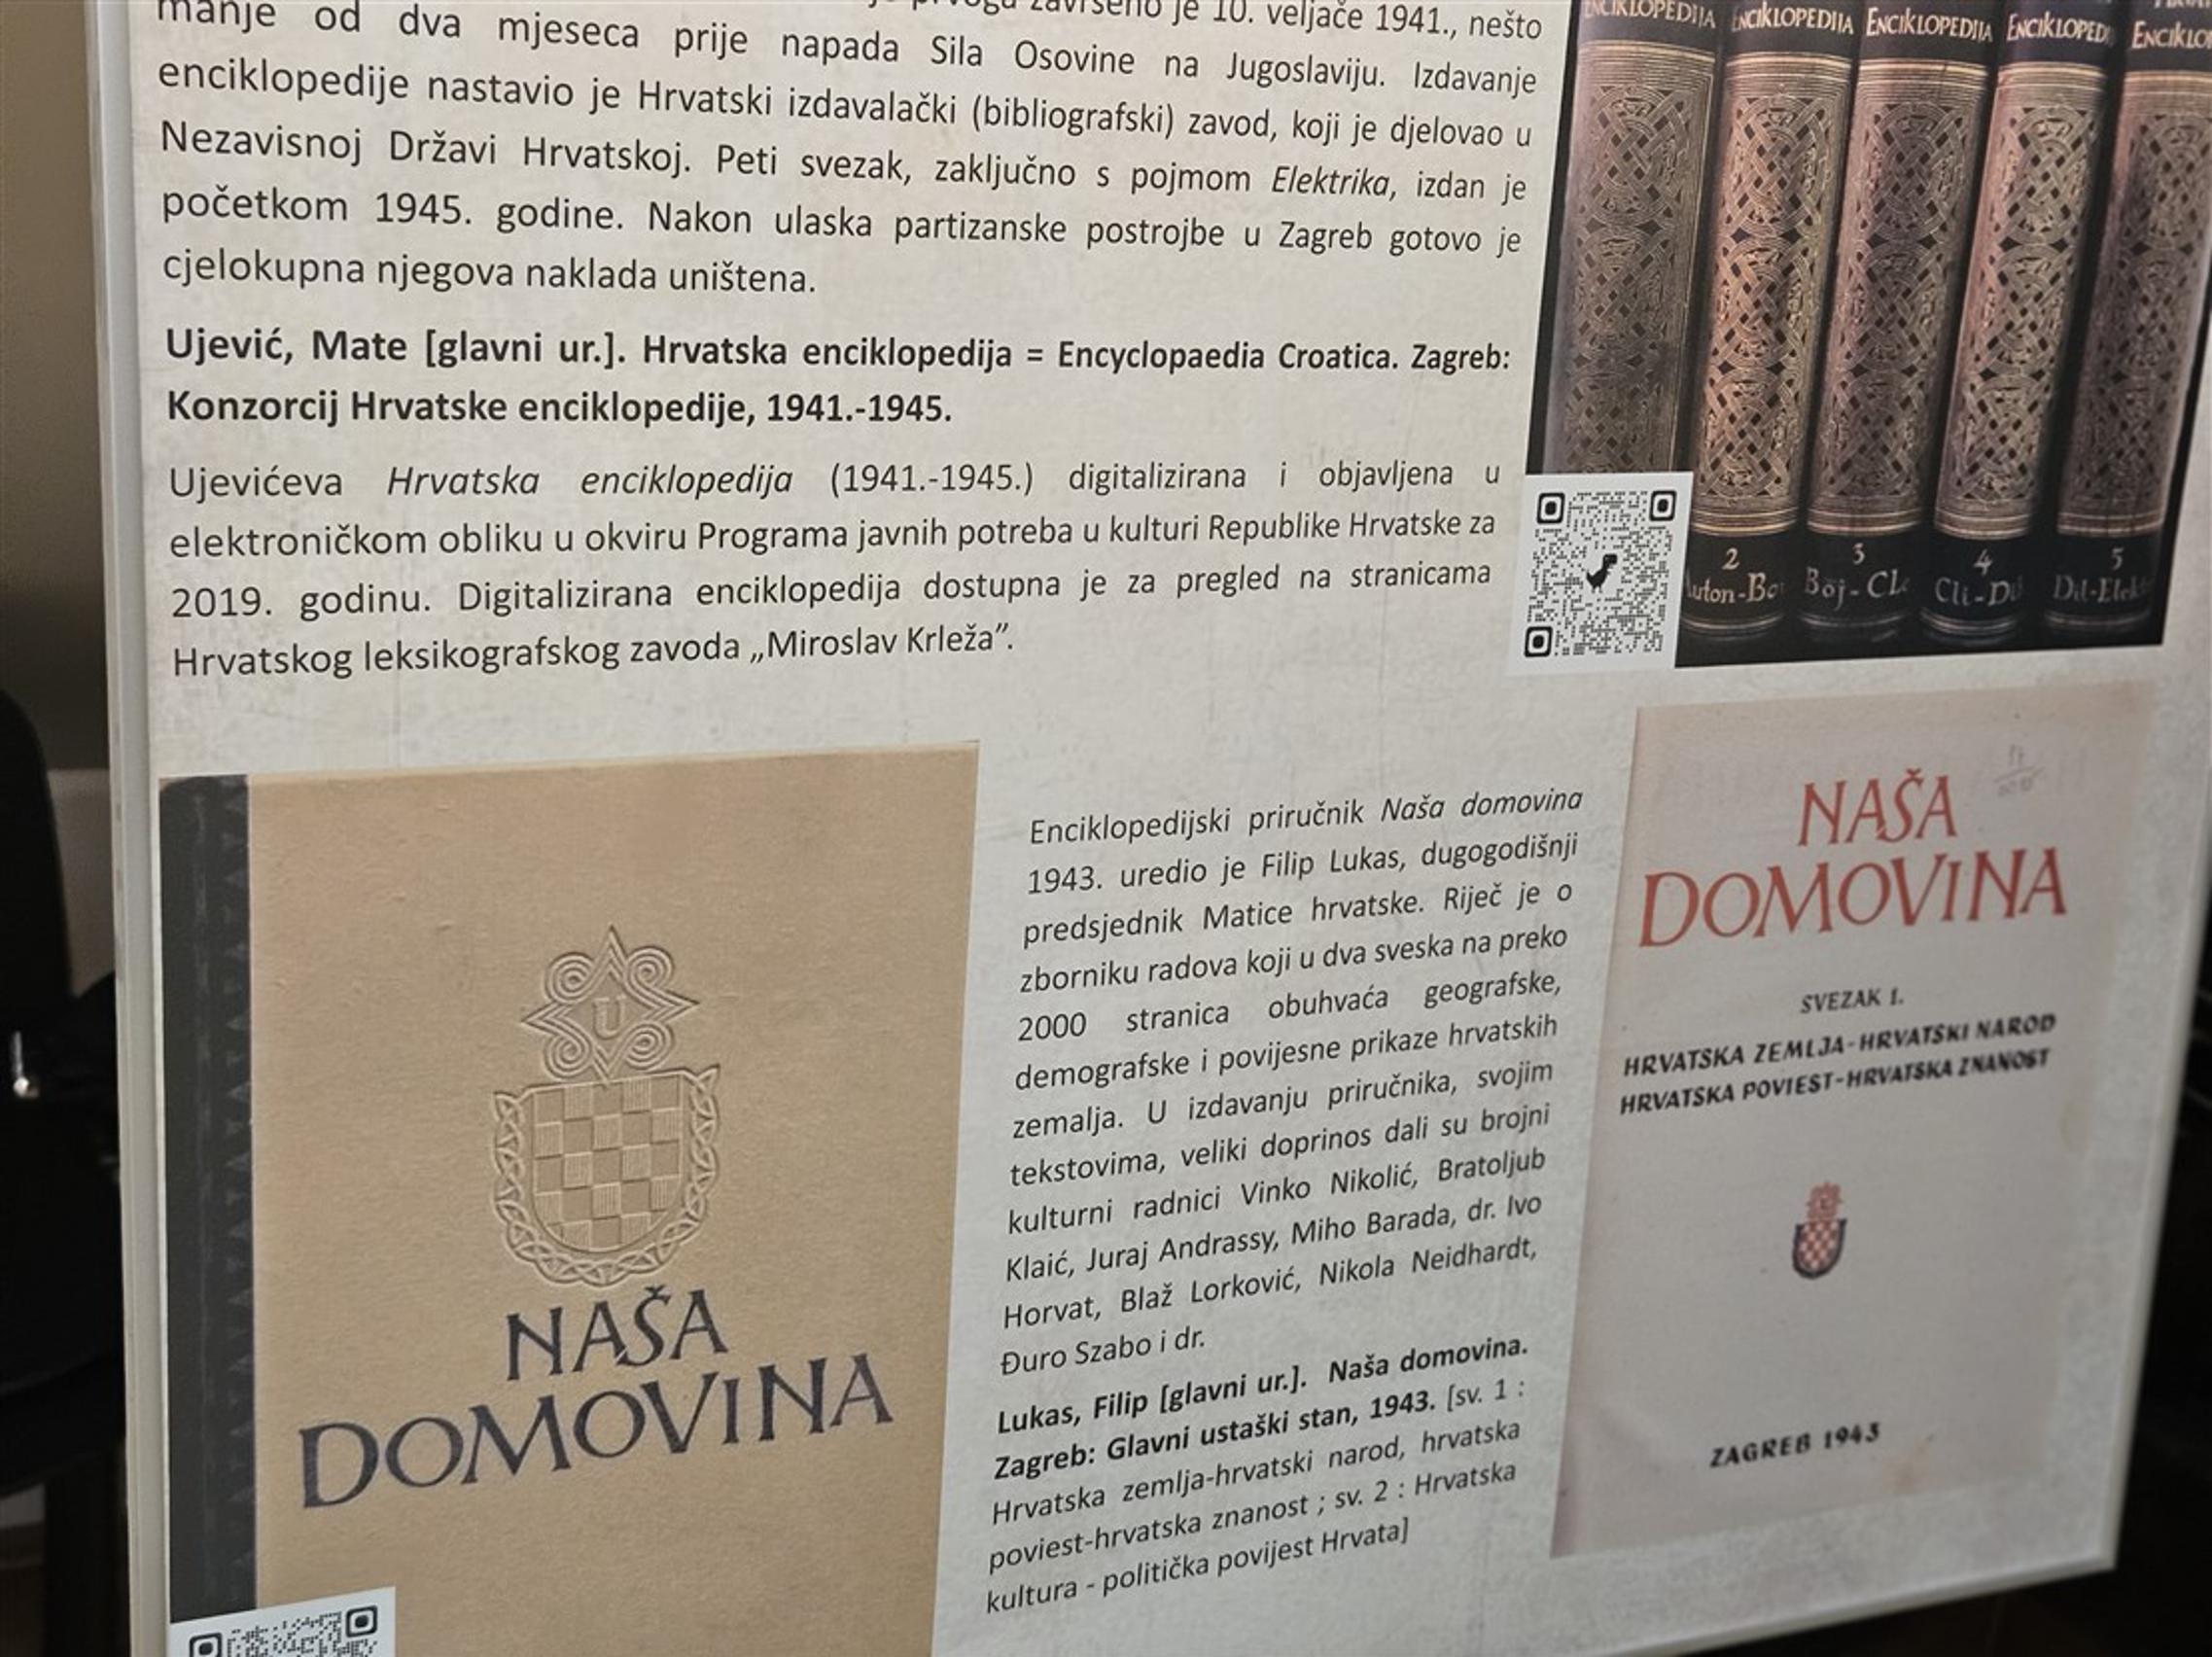 završeno je 10. veljače 1941., nešto
manje od dva mjeseca prije napada Sila Osovine na Jugoslaviju. Izdavanje
enciklopedije nastavio je Hrvatski izdavalački (bibliografski) zavod, koji je djelovao u
Nezavisnoj Državi Hrvatskoj. Peti svezak, zaključno s pojmom Elektrika, izdan je
početkom 1945. godine. Nakon ulaska partizanske postrojbe u Zagreb gotovo je
cjelokupna njegova naklada uništena.
Ujević, Mate [glavni ur.]. Hrvatska enciklopedija = Encyclopaedia Croatica. Zagreb:
Konzorcij Hrvatske enciklopedije, 1941.-1945.
Ujevićeva Hrvatska enciklopedija (1941.-1945.) digitalizirana i objavljena u
elektroničkom obliku u okviru Programa javnih potreba u kulturi Republike Hrvatske za
2019. godinu. Digitalizirana enciklopedija dostupna je za pregled na stranicama
Hrvatskog leksikografskog zavoda „Miroslav Krleža”.
ENCIKLOPEDIJA ENCIKLOPEDIJA ENCIKLOPEDIJA
2 3 4 5
Boj-Cl Cli-Di
U
NAŠA
DOMOVINA
Enciklopedijski priručnik Naša domovina
1943. uredio je Filip Lukas, dugogodišnji
predsjednik Matice hrvatske. Riječ je o
zborniku radova koji u dva sveska na preko
2000 stranica obuhvaća geografske,
demografske i povijesne prikaze hrvatskih
zemalja. U izdavanju priručnika, svojim
tekstovima, veliki doprinos dali su brojni
kulturni radnici Vinko Nikolić, Bratoljub
Klaić, Juraj Andrassy, Miho Barada, dr. Ivo
Horvat, Blaž Lorković, Nikola Neidhardt,
Đuro Szabo i dr.
Lukas, Filip [glavni ur.]. Naša domovina.
Zagreb: Glavni ustaški stan, 1943. [sv. 1 :
Hrvatska zemlja-hrvatski narod, hrvatska
poviest-hrvatska znanost ; sv. 2 : Hrvatska
kultura - politička povijest Hrvata]
NAŠA
DOMOVINA
SVEZAK 1.
HRVATSKA ZEMLJA-HRVATSKI NAROD
HRVATSKA POVIEST-HRVATSKA ZNANOST
ZAGREB 1943